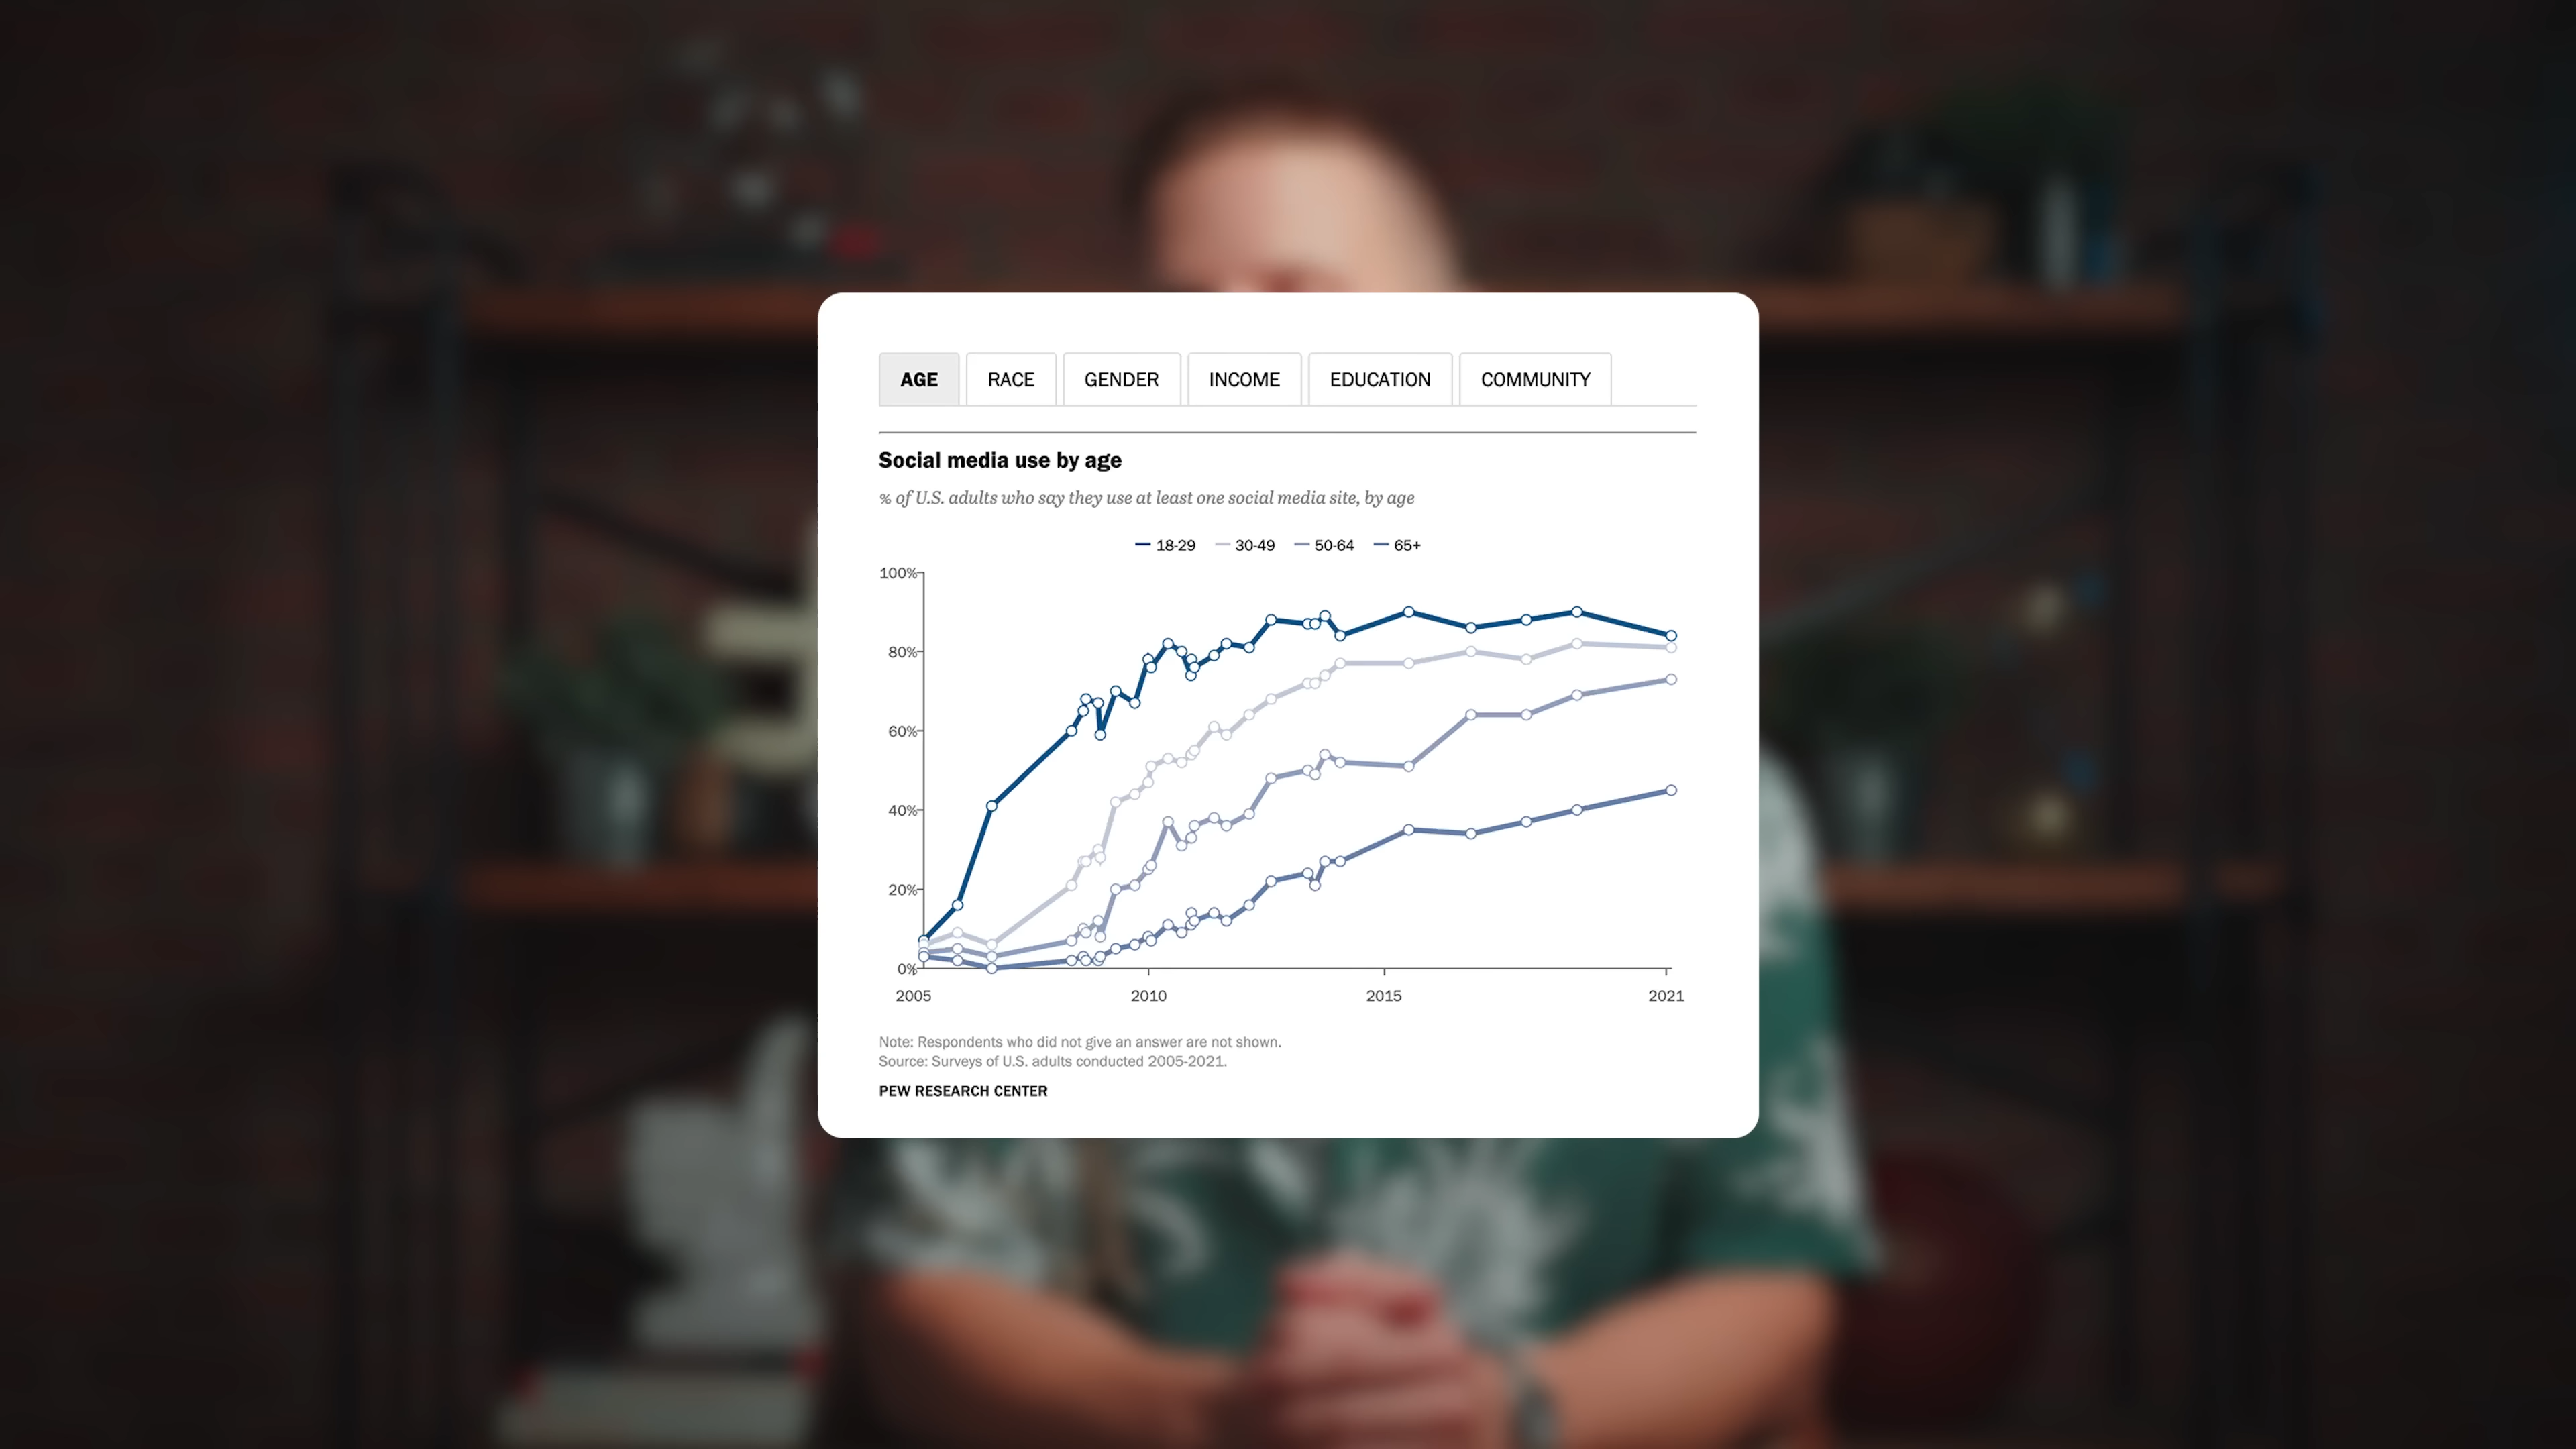 AGE RACE GENDER INCOME EDUCATION COMMUNITY
Social media use by age
% of U.S. adults who say they use at least one social media site, by age
18-29 30-49 50-64 65+
100%
80%
60%
40%
20%
0%
2005 2010 2015 2021
Note: Respondents who did not give an answer are not shown.
Source: Surveys of U.S. adults conducted 2005-2021.
PEW RESEARCH CENTER